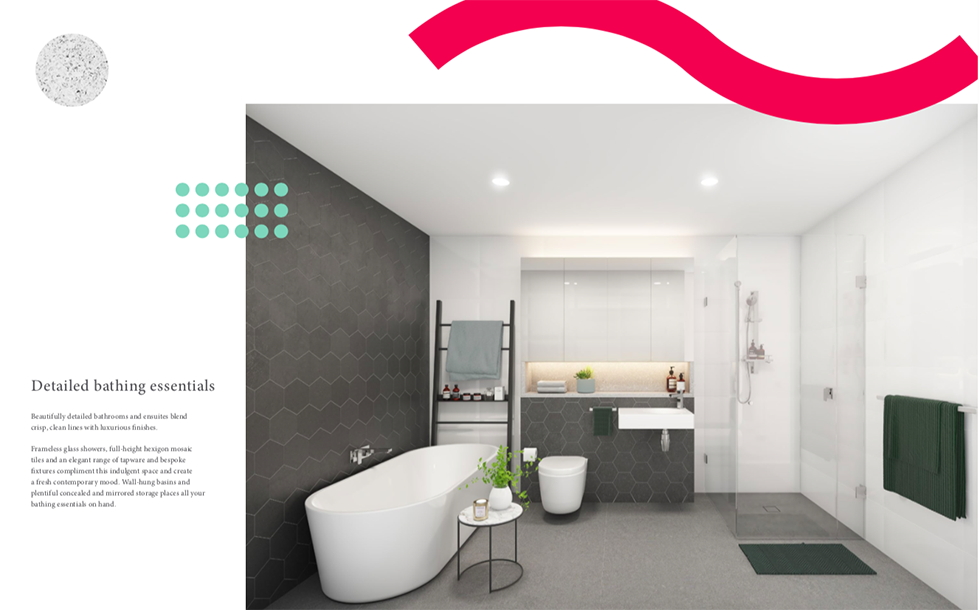 Detailed bathing essentials
Beautifully detailed bathrooms and ensuites blend
crisp, clean lines with luxurious finishes.
Frameless glass showers, full-height hexigon mosaic
tiles and an elegant range of tapware and bespoke
fixtures compliment this indulgent space and create
a fresh contemporary mood. Wall-hung basins and
plentiful concealed and mirrored storage places all your
bathing essentials on hand.